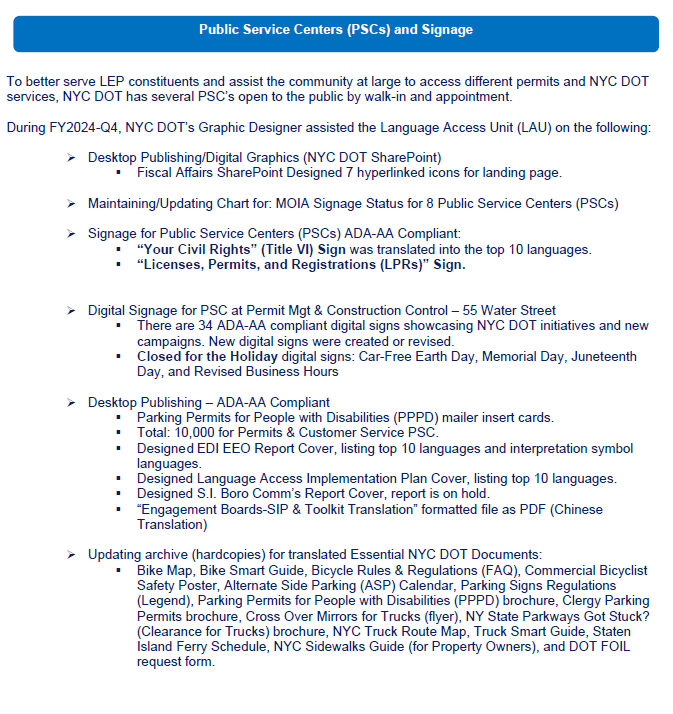 Public Service Centers (PSCs) and Signage
To better serve LEP constituents and assist the community at large to access different permits and NYC DOT
services, NYC DOT has several PSC's open to the public by walk-in and appointment.
During FY2024-Q4, NYC DOT's Graphic Designer assisted the Language Access Unit (LAU) on the following:
➢ Desktop Publishing/Digital Graphics (NYC DOT SharePoint)
▪ Fiscal Affairs SharePoint Designed 7 hyperlinked icons for landing page.
➢ Maintaining/Updating Chart for: MOIA Signage Status for 8 Public Service Centers (PSCs)
➢ Signage for Public Service Centers (PSCs) ADA-AA Compliant:
▪ “Your Civil Rights” (Title VI) Sign was translated into the top 10 languages.
▪ “Licenses, Permits, and Registrations (LPRs)” Sign.
➢ Digital Signage for PSC at Permit Mgt & Construction Control – 55 Water Street
▪ There are 34 ADA-AA compliant digital signs showcasing NYC DOT initiatives and new
campaigns. New digital signs were created or revised.
▪ Closed for the Holiday digital signs: Car-Free Earth Day, Memorial Day, Juneteenth
Day, and Revised Business Hours
➢ Desktop Publishing – ADA-AA Compliant
▪ Parking Permits for People with Disabilities (PPPD) mailer insert cards.
▪ Total: 10,000 for Permits & Customer Service PSC.
▪ Designed EDI EEO Report Cover, listing top 10 languages and interpretation symbol
languages.
▪ Designed Language Access Implementation Plan Cover, listing top 10 languages.
▪ Designed S.I. Boro Comm's Report Cover, report is on hold.
▪ “Engagement Boards-SIP & Toolkit Translation” formatted file as PDF (Chinese
Translation)
➢ Updating archive (hardcopies) for translated Essential NYC DOT Documents:
▪ Bike Map, Bike Smart Guide, Bicycle Rules & Regulations (FAQ), Commercial Bicyclist
Safety Poster, Alternate Side Parking (ASP) Calendar, Parking Signs Regulations
(Legend), Parking Permits for People with Disabilities (PPPD) brochure, Clergy Parking
Permits brochure, Cross Over Mirrors for Trucks (flyer), NY State Parkways Got Stuck?
(Clearance for Trucks) brochure, NYC Truck Route Map, Truck Smart Guide, Staten
Island Ferry Schedule, NYC Sidewalks Guide (for Property Owners), and DOT FOIL
request form.